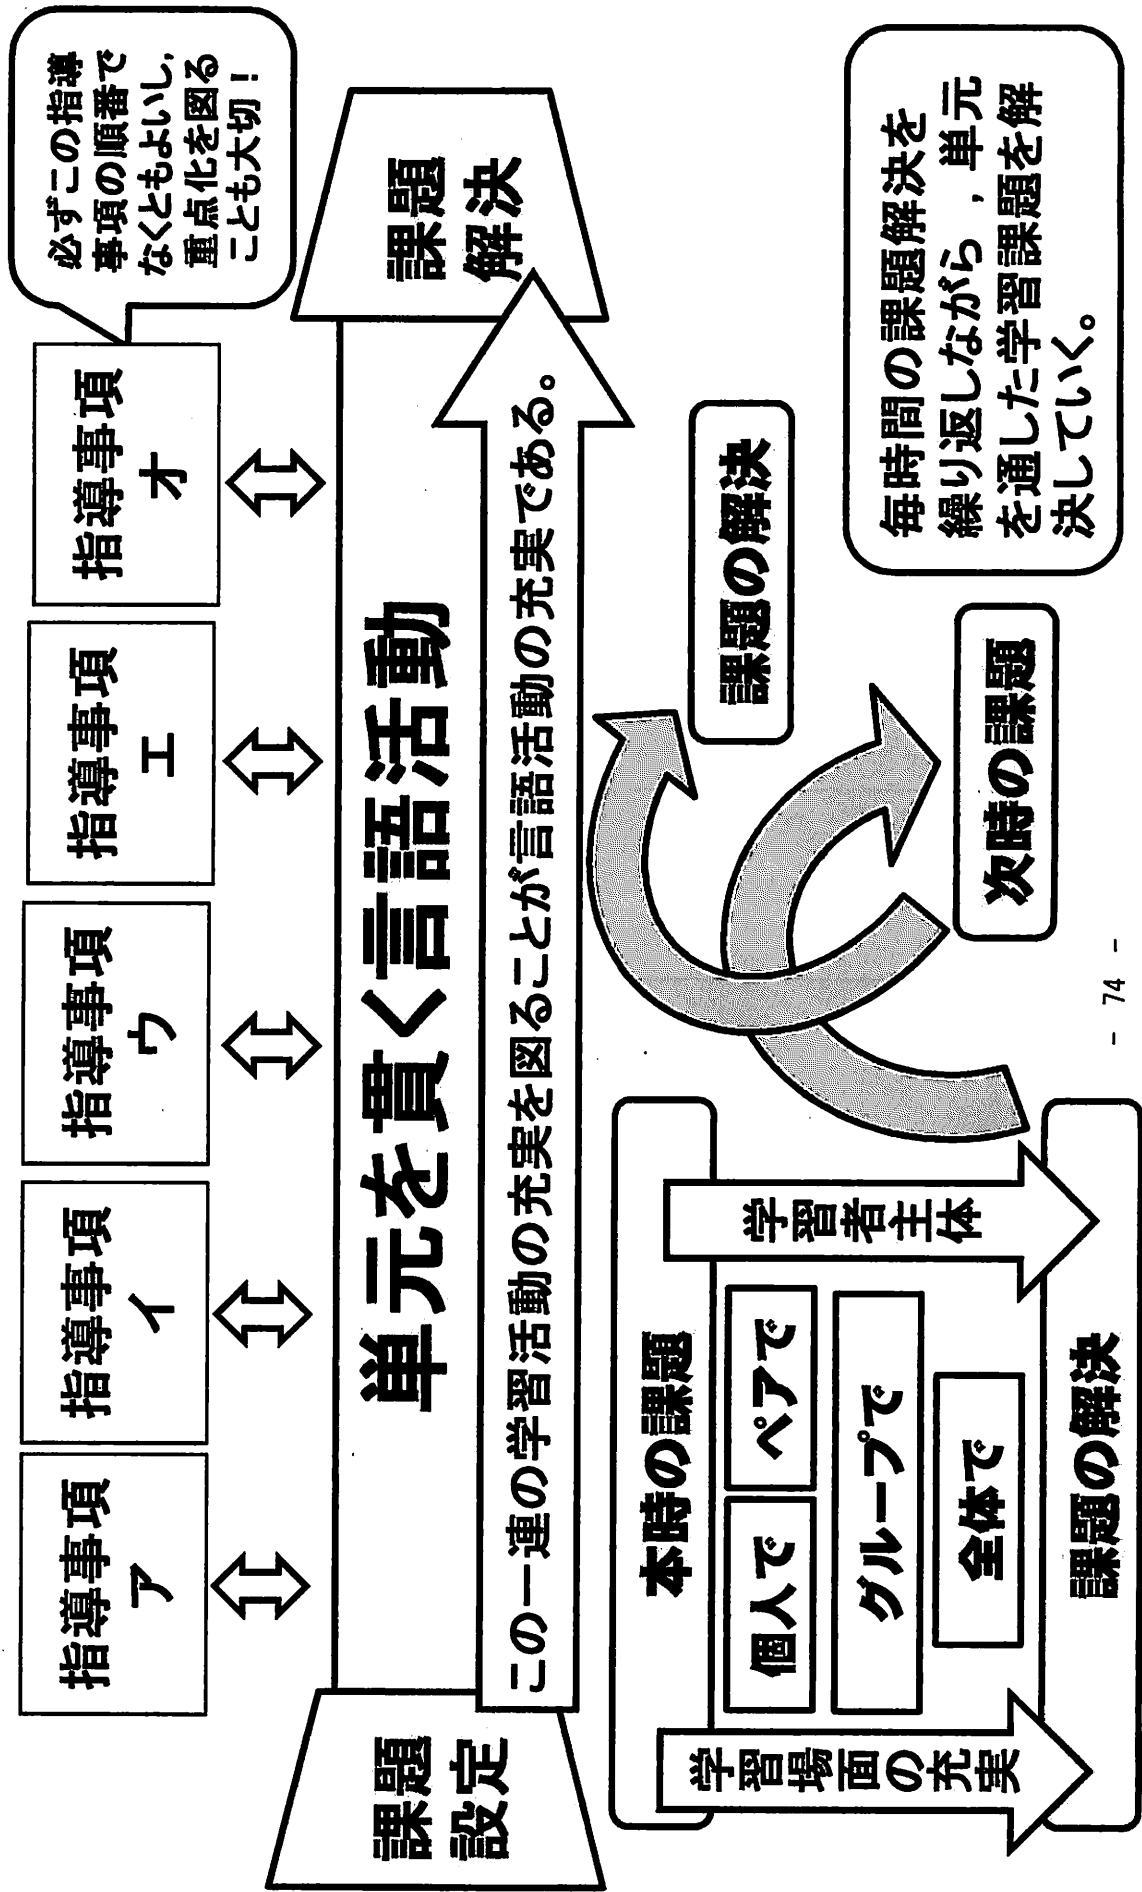 指導事項
ア
指導事項
イ
指導事項
ウ
指導事項
エ
指導事項
オ
必ずこの指導
事項の順番で
なくともよいし，
重点化を図る
ことも大切！
課題
設定
単元を貫く言語活動
課題
解決
この一連の学習活動の充実を図ることが言語活動の充実である。
本時の課題
学習場面の充実
個人で
ペアで
グループで
全体で
学習者主体
課題の解決
課題の解決
次時の課題
毎時間の課題解決を
繰り返しながら，単元
を通した学習課題を解
決していく。
- 74 -